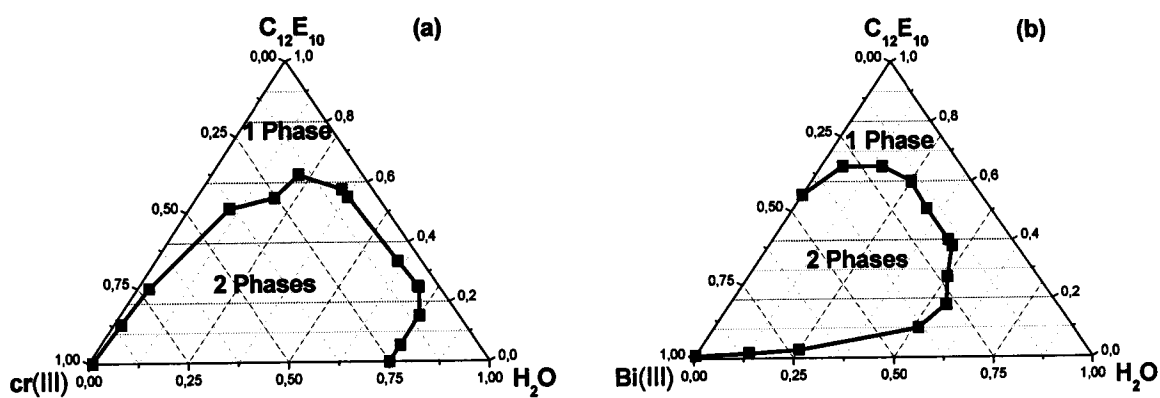 C12E10 (a)
0,00 1,0
0,8
0,25 1 Phase
0,6
0,50
0,4
0,75 2 Phases
0,2
1,00 0,0
cr(III) 0,00 0,25 0,50 0,75 1,00 H2O
C12E10 (b)
0,00 1,0
0,8
0,25 1 Phase
0,6
0,50
0,4
2 Phases
0,75
0,2
1,00 0,0
Bi(III) 0,00 0,25 0,50 0,75 1,00 H2O